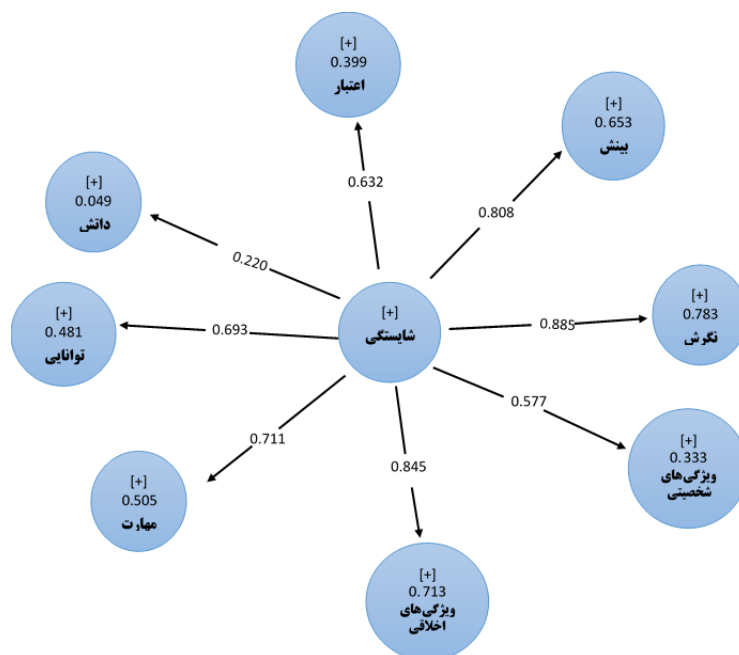 [+]
0.399
اعتبار
[+]
0.653
بینش
[+]
0.049
داتش
0.632
0.808
0.220
[+]
شایستگی
[+]
0.783
نگرش
[+]
0.481
توانایی
0.693
0.885
0.577
0.711
0.845
[+]
0.333
ویژگی‌های
شخصیتی
[+]
0.505
مهارت
[+]
0.713
ویژگی‌های
اخلاقی